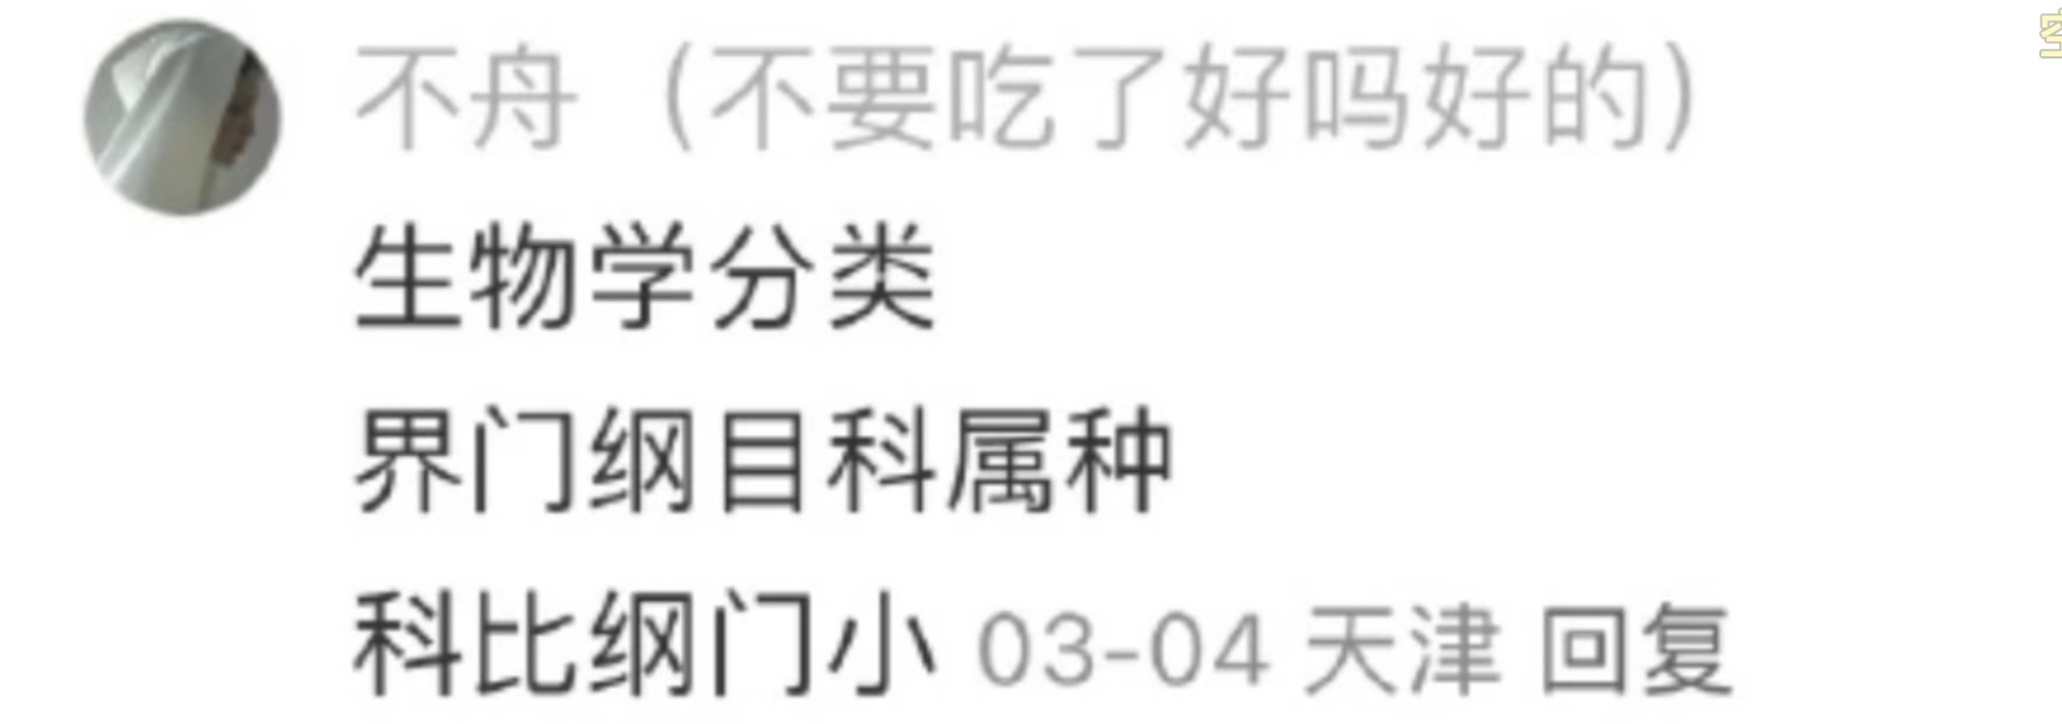 不舟（不要吃了好吗好的）
生物学分类
界门纲目科属种
科比纲门小 03-04 天津 回复